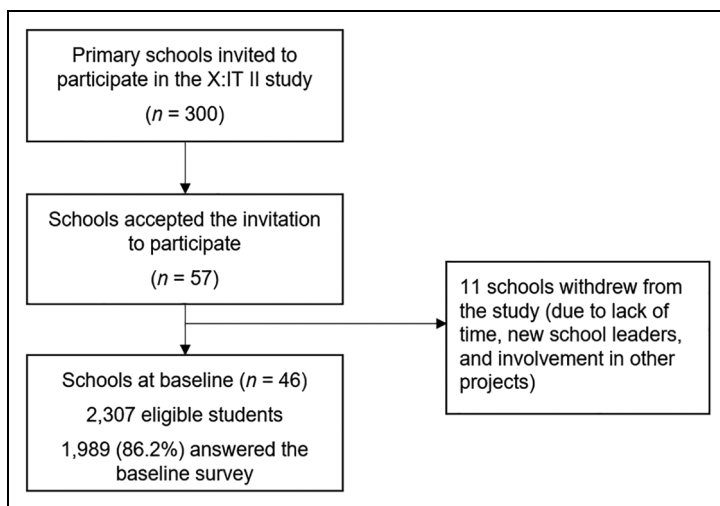 Primary schools invited to
participate in the X:IT II study
(n = 300)
Schools accepted the invitation
to participate
(n = 57)
11 schools withdrew from
the study (due to lack of
time, new school leaders,
and involvement in other
projects)
Schools at baseline (n = 46)
2,307 eligible students
1,989 (86.2%) answered the
baseline survey